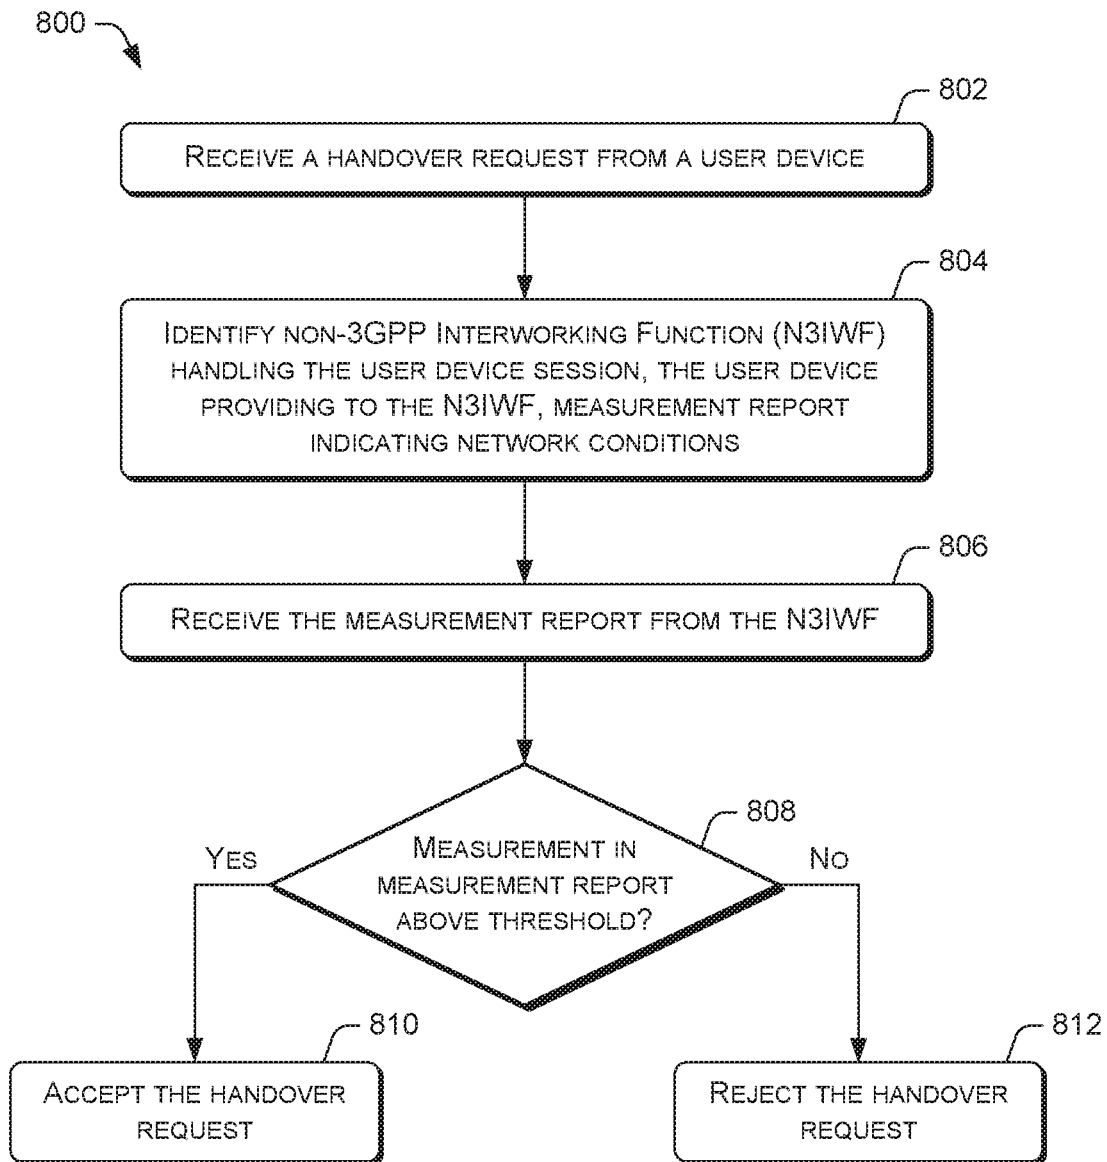 800
802
RECEIVE A HANDOVER REQUEST FROM A USER DEVICE
804
IDENTIFY NON-3GPP INTERWORKING FUNCTION (N3IWF)
HANDLING THE USER DEVICE SESSION, THE USER DEVICE
PROVIDING TO THE N3IWF, MEASUREMENT REPORT
INDICATING NETWORK CONDITIONS
806
RECEIVE THE MEASUREMENT REPORT FROM THE N3IWF
808
YES
MEASUREMENT IN
MEASUREMENT REPORT
ABOVE THRESHOLD?
NO
810
ACCEPT THE HANDOVER
REQUEST
812
REJECT THE HANDOVER
REQUEST